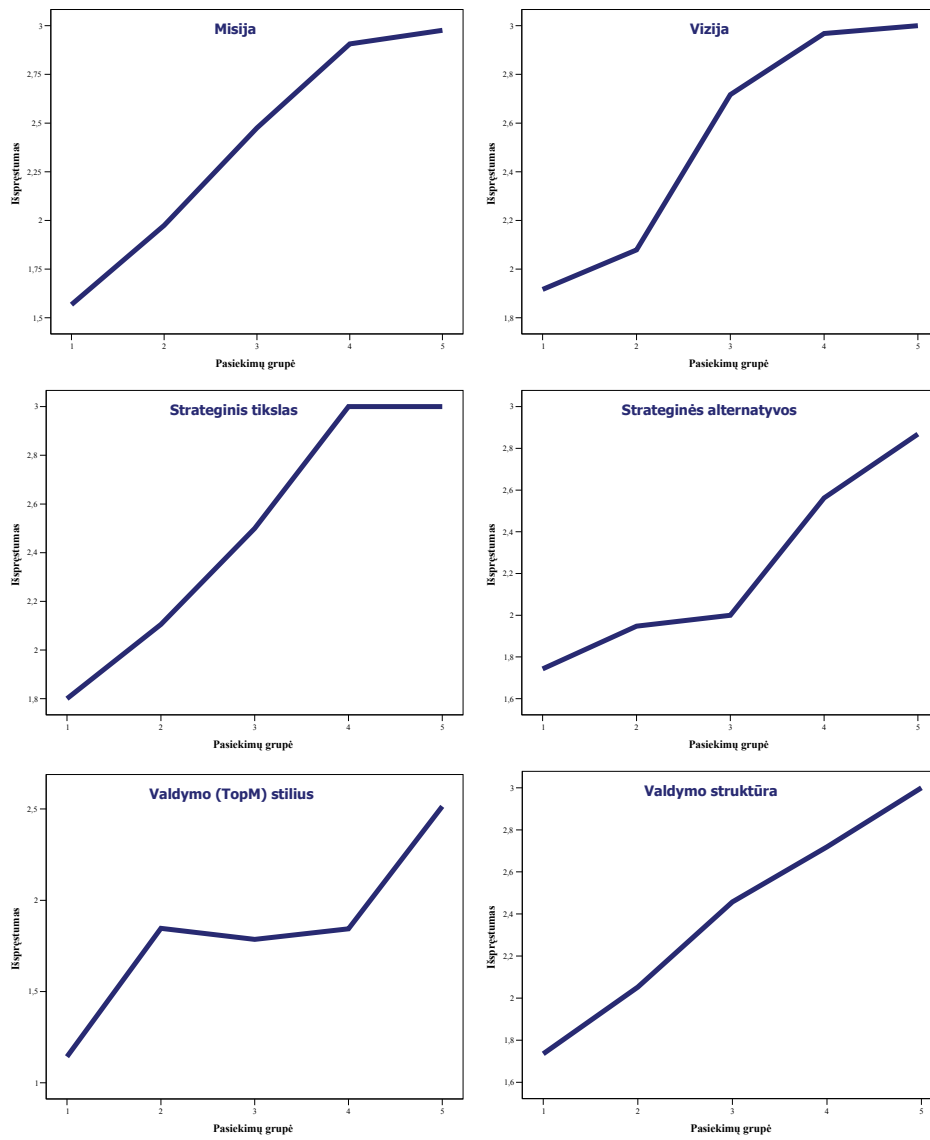 Misija
3
2,75
2,5
2,25
2
1,75
1,5
Išspręstumas
1 2 3 4 5
Pasiekimų grupė
Vizija
3
2,8
2,6
2,4
2,2
2
1,8
Išspręstumas
1 2 3 4 5
Pasiekimų grupė
Strateginis tikslas
3
2,8
2,6
2,4
2,2
2
1,8
Išspręstumas
1 2 3 4 5
Pasiekimų grupė
Strateginės alternatyvos
3
2,8
2,6
2,4
2,2
2
1,8
1,6
Išspręstumas
1 2 3 4 5
Pasiekimų grupė
Valdymo (TopM) stilius
2,5
2
1,5
1
Išspręstumas
1 2 3 4 5
Pasiekimų grupė
Valdymo struktūra
3
2,8
2,6
2,4
2,2
2
1,8
1,6
Išspręstumas
1 2 3 4 5
Pasiekimų grupė